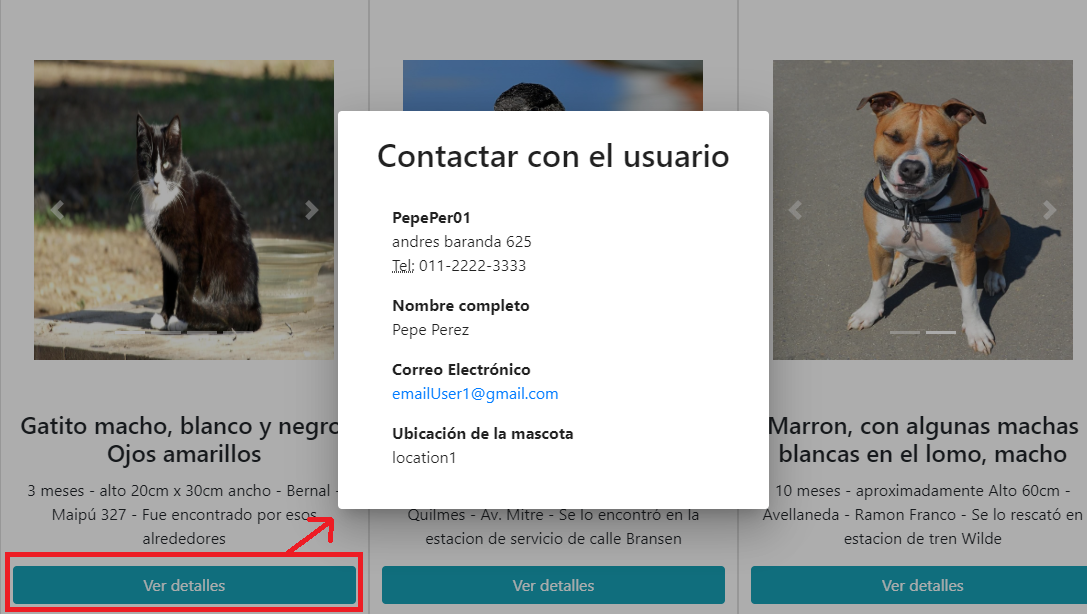 Contactar con el usuario
PepePer01
andres baranda 625
Tel: 011-2222-3333
Nombre completo
Pepe Perez
Correo Electrónico
emailUser1@gmail.com
Ubicación de la mascota
location1
Gatito macho, blanco y negro
Ojos amarillos
3 meses - alto 20cm x 30cm ancho - Bernal -
Maipú 327 - Fue encontrado por esos
alrededores
Ver detalles
Quilmes - Av. Mitre - Se lo encontró en la
estacion de servicio de calle Bransen
Ver detalles
Marron, con algunas machas
blancas en el lomo, macho
10 meses - aproximadamente Alto 60cm -
Avellaneda - Ramon Franco - Se lo rescató en
estacion de tren Wilde
Ver detalles